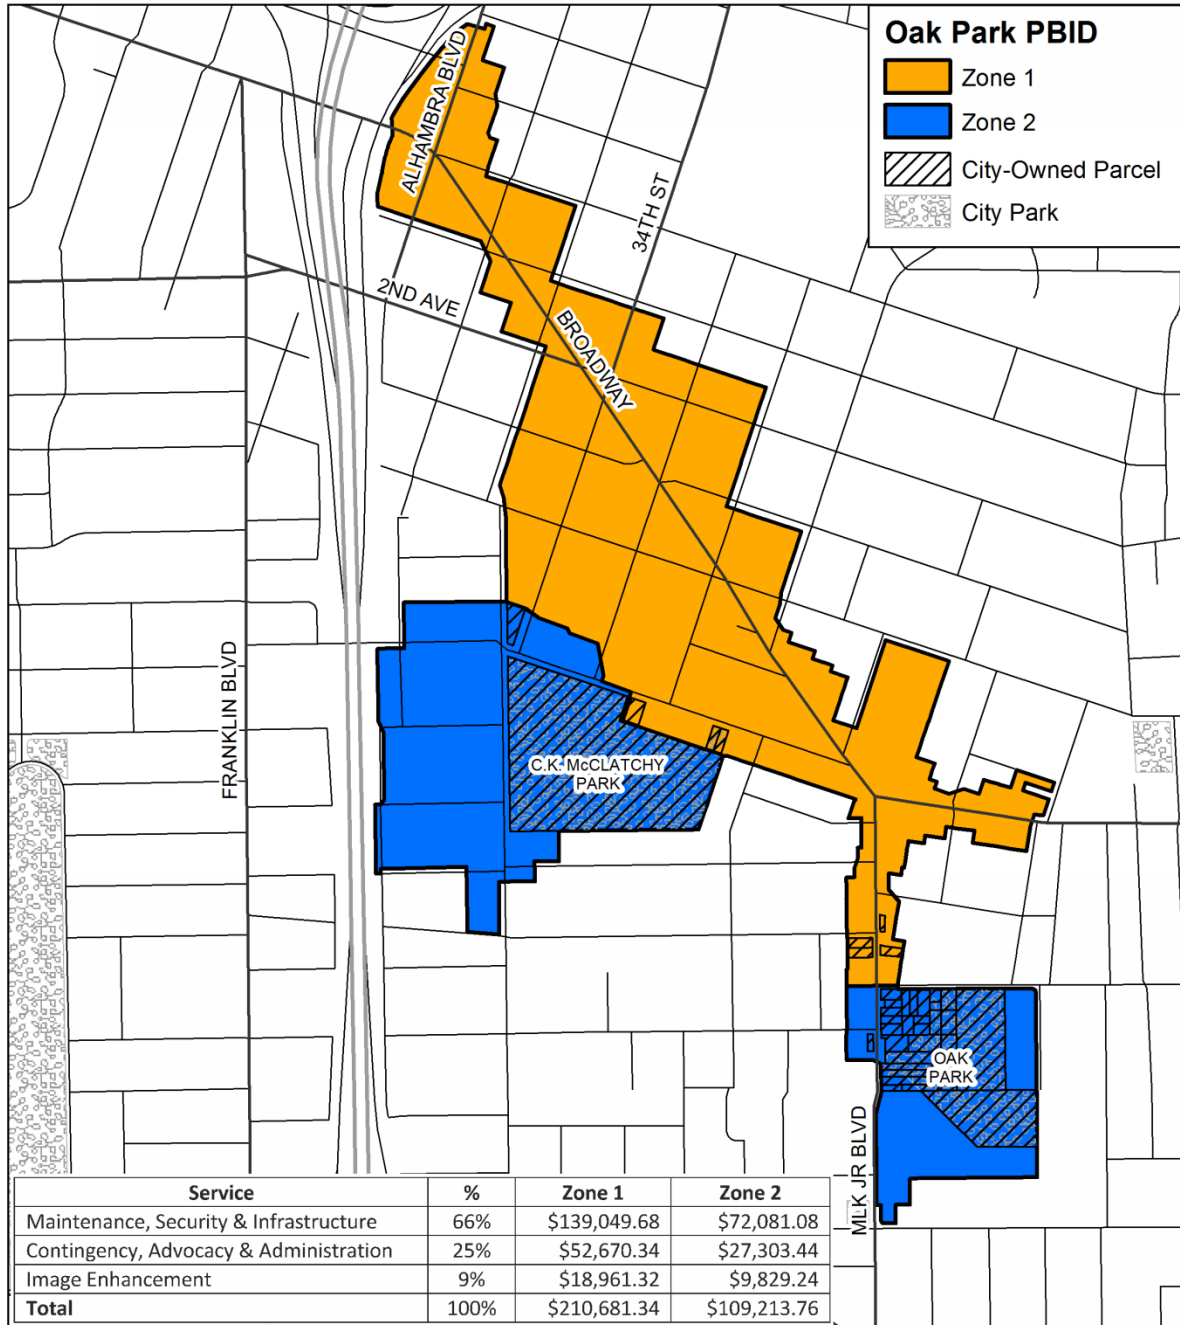 Oak Park PBID
Zone 1
Zone 2
City-Owned Parcel
City Park
ALHAMBRA BLVD
34TH ST
2ND AVE
BROADWAY
FRANKLIN BLVD
C.K. McCLATCHY
PARK
OAK
PARK
MLK JR BLVD
Service % Zone 1 Zone 2
Maintenance, Security & Infrastructure 66% $139,049.68 $72,081.08
Contingency, Advocacy & Administration 25% $52,670.34 $27,303.44
Image Enhancement 9% $18,961.32 $9,829.24
Total 100% $210,681.34 $109,213.76